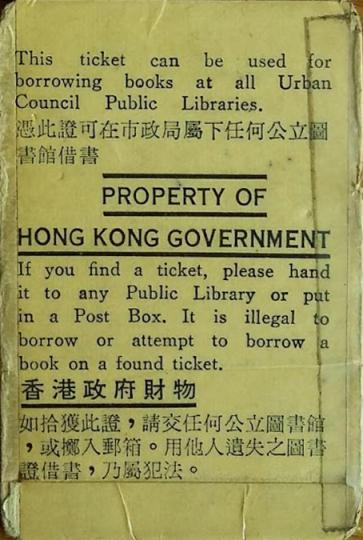 This ticket can be used for
borrowing books at all Urban
Council Public Libraries.
憑此證可在市政局屬下任何公立圖
書館借書
PROPERTY OF
HONG KONG GOVERNMENT
If you find a ticket, please hand
it to any Public Library or put
in a Post Box. It is illegal to
borrow or attempt to borrow a
book on a found ticket.
香港政府財物
如拾獲此證，請交任何公立圖書館
，或擲入郵箱。用他人遺失之圖書
證借書，乃屬犯法。